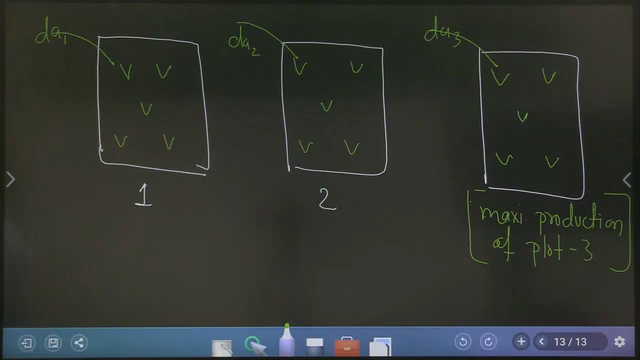 da1
da2
da3
V V
V V
V V
V
V
V
V V
V V
V V
1
2
maxi production
of plot-3
13 / 13